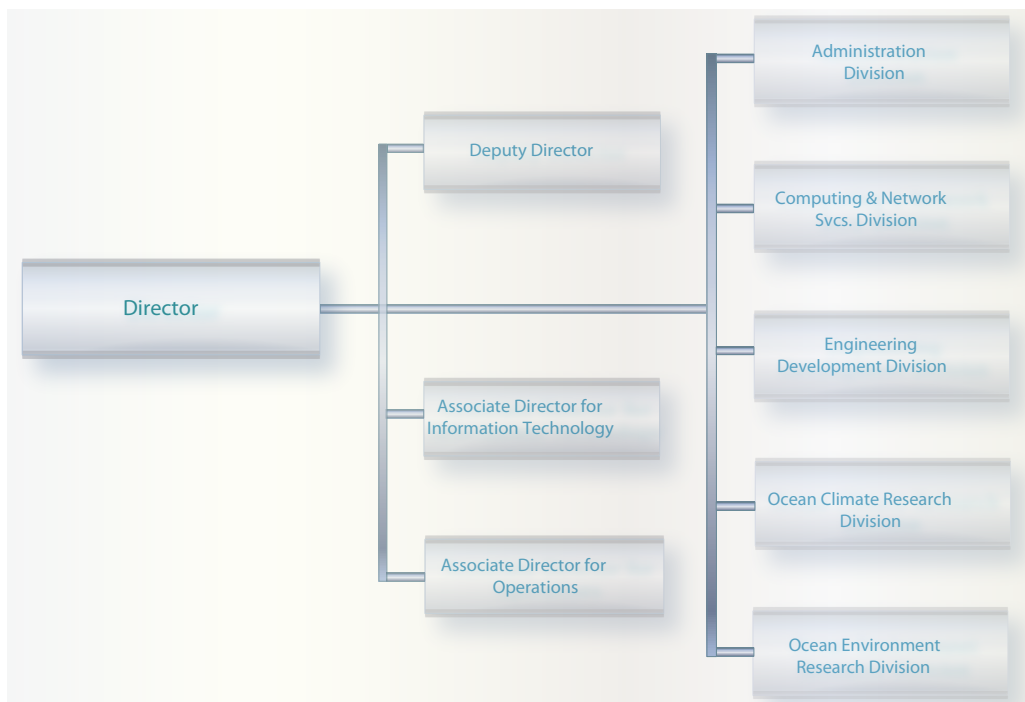 Director
Deputy Director
Associate Director for
Information Technology
Associate Director for
Operations
Administration
Division
Computing & Network
Svcs. Division
Engineering
Development Division
Ocean Climate Research
Division
Ocean Environment
Research Division